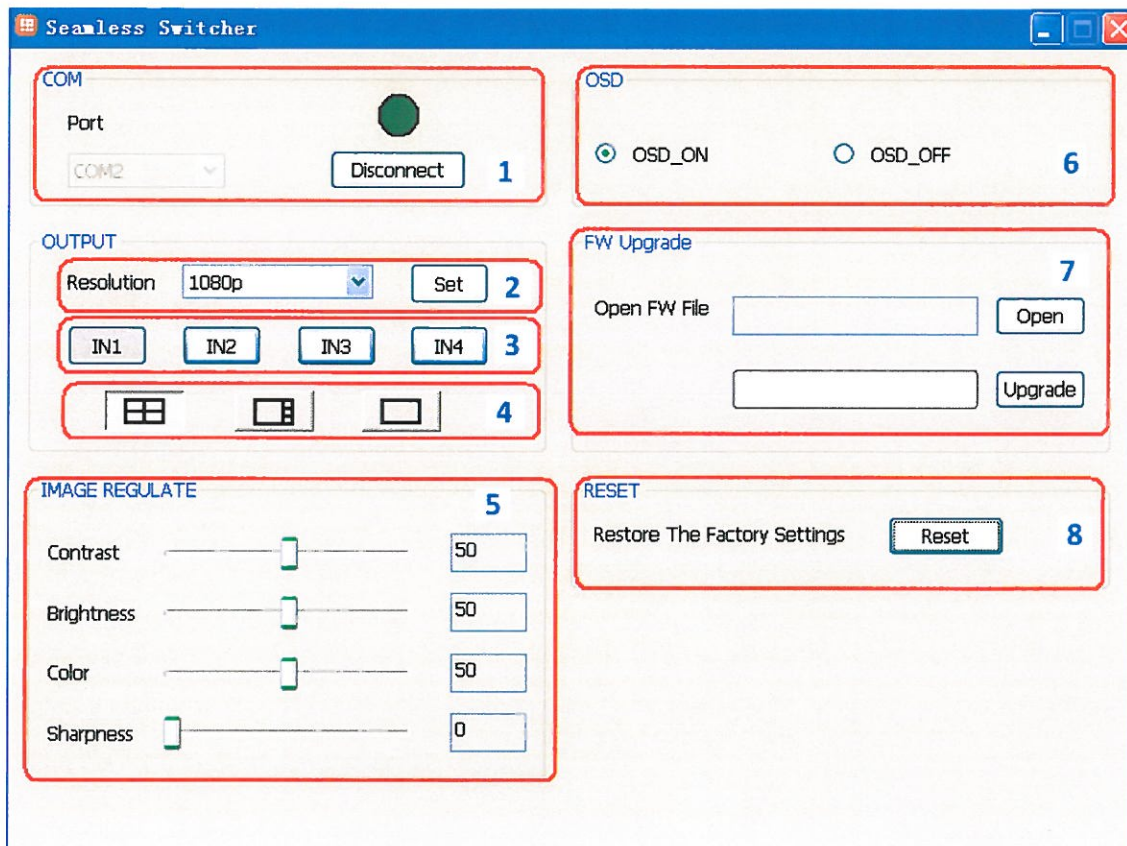 Seamless Switcher
COM
Port
COM2
Disconnect
1
OUTPUT
Resolution 1080p Set 2
IN1 IN2 IN3 IN4 3
4
IMAGE REGULATE
5
Contrast 50
Brightness 50
Color 50
Sharpness 0
OSD
OSD_ON OSD_OFF
6
FW Upgrade
7
Open FW File Open
Upgrade
RESET
Restore The Factory Settings Reset 8